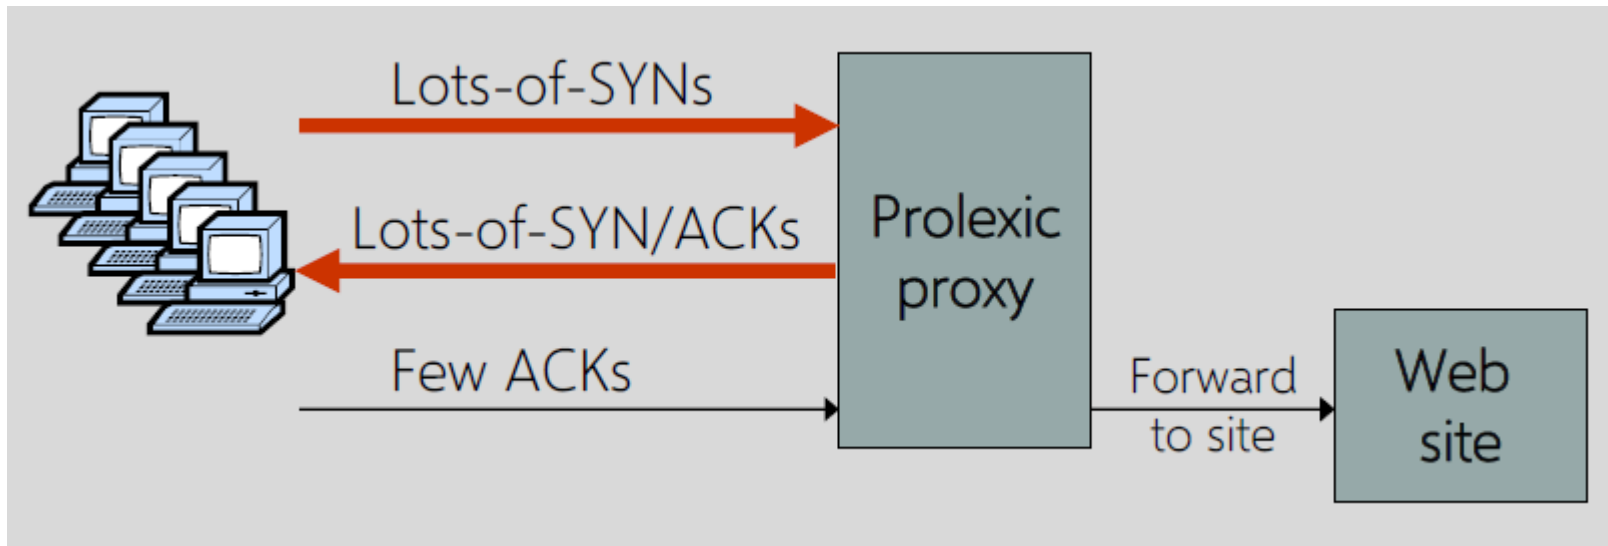 Lots-of-SYNs
Lots-of-SYN/ACKs
Few ACKs
Prolexic
proxy
Forward
to site
Web
site